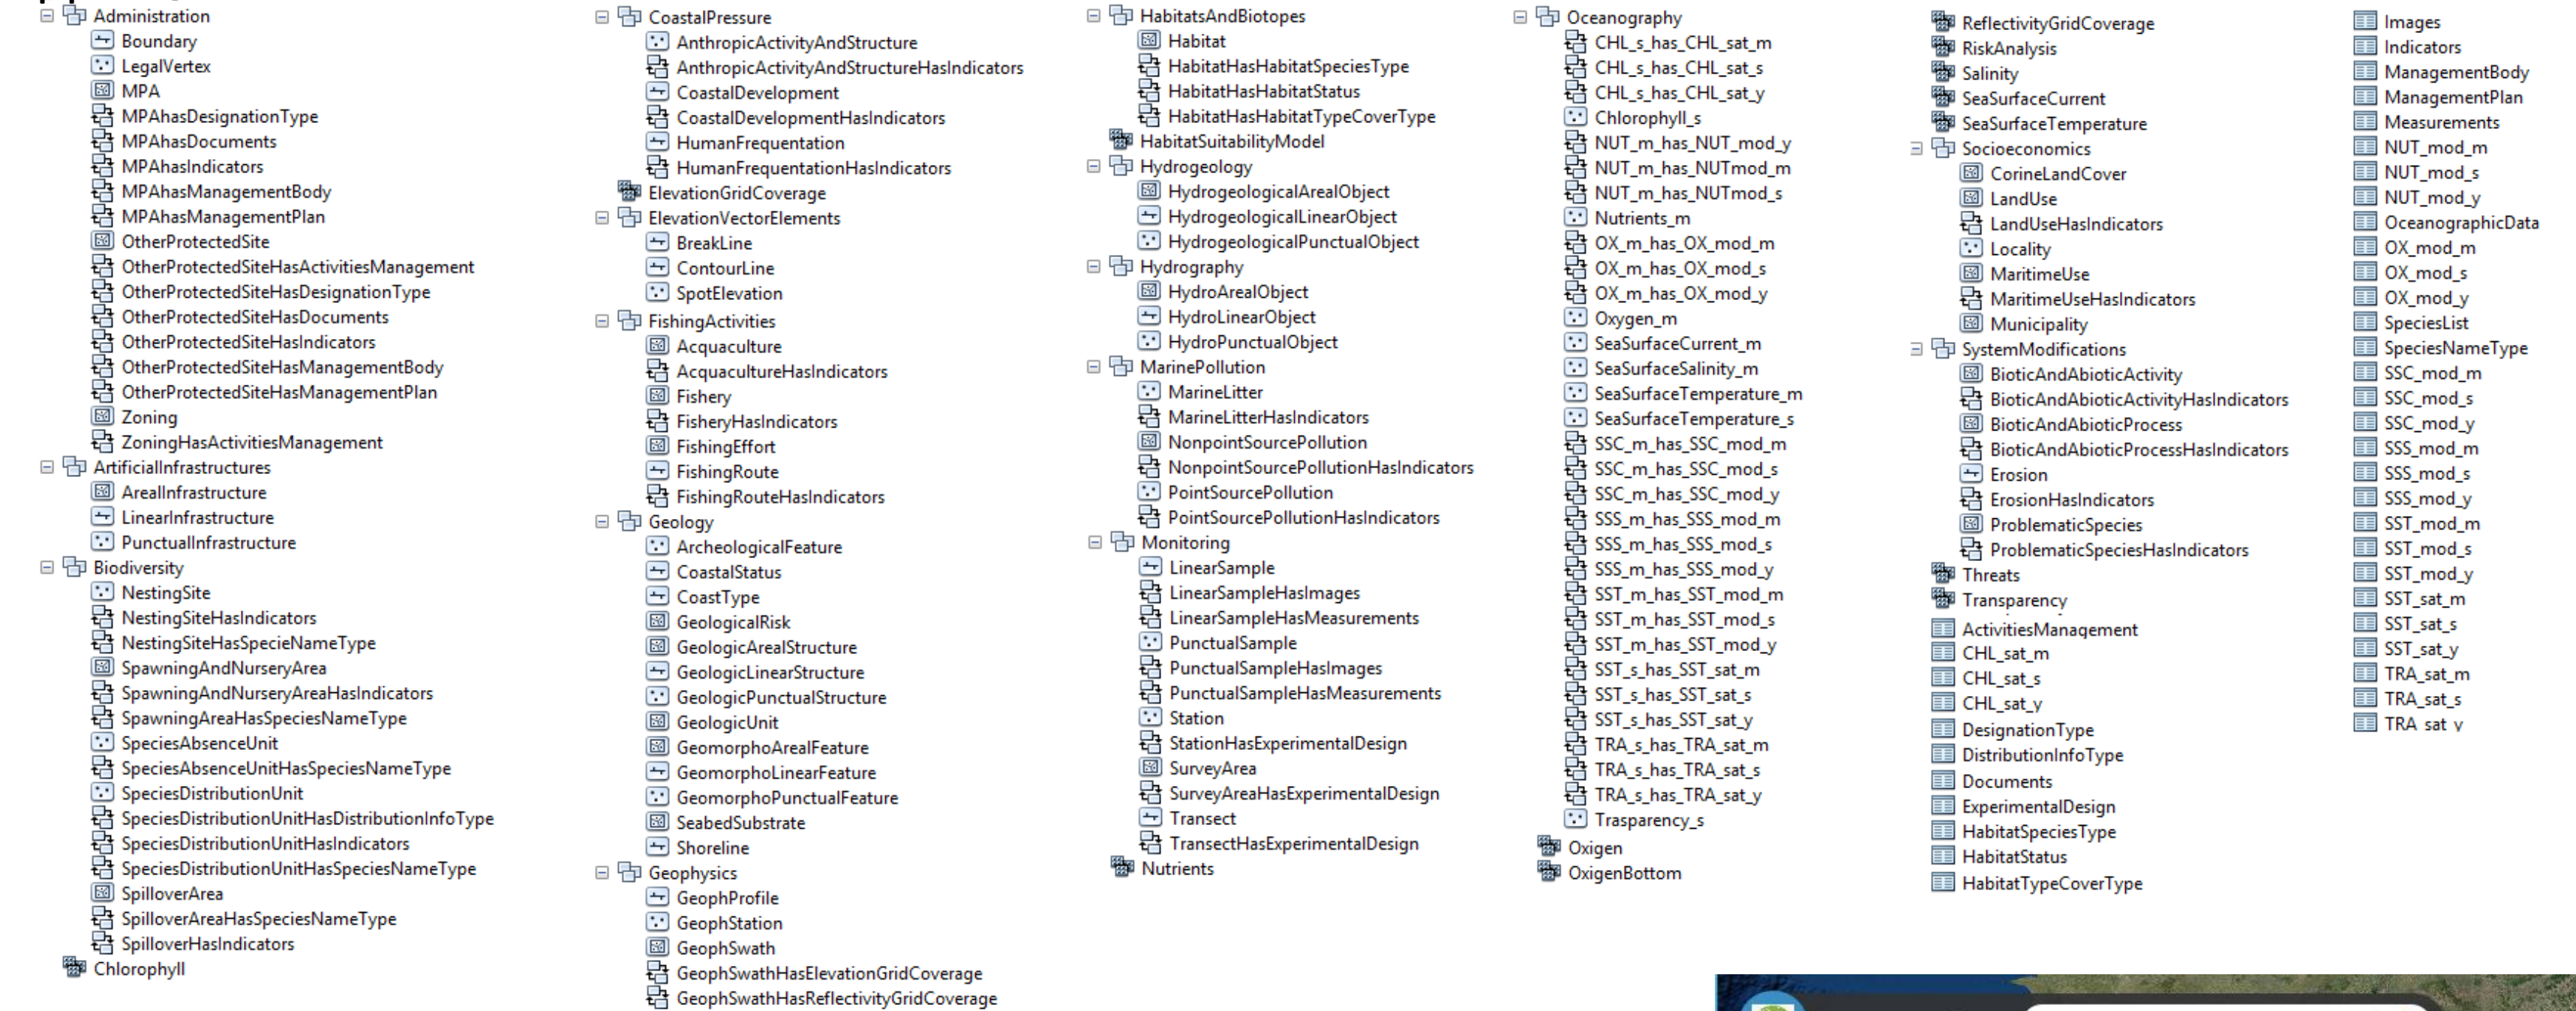 Administration
Boundary
LegalVertex
MPA
MPAhasDesignationType
MPAhasDocuments
MPAhasIndicators
MPAhasManagementBody
MPAhasManagementPlan
OtherProtectedSite
OtherProtectedSiteHasActivitiesManagement
OtherProtectedSiteHasDesignationType
OtherProtectedSiteHasDocuments
OtherProtectedSiteHasIndicators
OtherProtectedSiteHasManagementBody
OtherProtectedSiteHasManagementPlan
Zoning
ZoningHasActivitiesManagement
ArtificialInfrastructures
ArealInfrastructure
LinearInfrastructure
PunctualInfrastructure
Biodiversity
NestingSite
NestingSiteHasIndicators
NestingSiteHasSpecieNameType
SpawningAndNurseryArea
SpawningAndNurseryAreaHasIndicators
SpawningAreaHasSpeciesNameType
SpeciesAbsenceUnit
SpeciesAbsenceUnitHasSpeciesNameType
SpeciesDistributionUnit
SpeciesDistributionUnitHasDistributionInfoType
SpeciesDistributionUnitHasIndicators
SpeciesDistributionUnitHasSpeciesNameType
SpilloverArea
SpilloverAreaHasSpeciesNameType
SpilloverHasIndicators
Chlorophyll
CoastalPressure
AnthropicActivityAndStructure
AnthropicActivityAndStructureHasIndicators
CoastalDevelopment
CoastalDevelopmentHasIndicators
HumanFrequentation
HumanFrequentationHasIndicators
ElevationGridCoverage
ElevationVectorElements
BreakLine
ContourLine
SpotElevation
FishingActivities
Acquaculture
AcquacultureHasIndicators
Fishery
FisheryHasIndicators
FishingEffort
FishingRoute
FishingRouteHasIndicators
Geology
ArcheologicalFeature
CoastalStatus
CoastType
GeologicalRisk
GeologicArealStructure
GeologicLinearStructure
GeologicPunctualStructure
GeologicUnit
GeomorphoArealFeature
GeomorphoLinearFeature
GeomorphoPunctualFeature
SeabedSubstrate
Shoreline
Geophysics
GeophProfile
GeophStation
GeophSwath
GeophSwathHasElevationGridCoverage
GeophSwathHasReflectivityGridCoverage
HabitatsAndBiotopes
Habitat
HabitatHasHabitatSpeciesType
HabitatHasHabitatStatus
HabitatHasHabitatTypeCoverType
HabitatSuitabilityModel
Hydrogeology
HydrogeologicalArealObject
HydrogeologicalLinearObject
HydrogeologicalPunctualObject
Hydrography
HydroArealObject
HydroLinearObject
HydroPunctualObject
MarinePollution
MarineLitter
MarineLitterHasIndicators
NonpointSourcePollution
NonpointSourcePollutionHasIndicators
PointSourcePollution
PointSourcePollutionHasIndicators
Monitoring
LinearSample
LinearSampleHasImages
LinearSampleHasMeasurements
PunctualSample
PunctualSampleHasImages
PunctualSampleHasMeasurements
Station
StationHasExperimentalDesign
SurveyArea
SurveyAreaHasExperimentalDesign
Transect
TransectHasExperimentalDesign
Nutrients
Oceanography
CHL_s_has_CHL_sat_m
CHL_s_has_CHL_sat_s
CHL_s_has_CHL_sat_y
Chlorophyll_s
NUT_m_has_NUT_mod_y
NUT_m_has_NUTmod_m
NUT_m_has_NUTmod_s
Nutrients_m
OX_m_has_OX_mod_m
OX_m_has_OX_mod_s
OX_m_has_OX_mod_y
Oxygen_m
SeaSurfaceCurrent_m
SeaSurfaceSalinity_m
SeaSurfaceTemperature_m
SeaSurfaceTemperature_s
SSC_m_has_SSC_mod_m
SSC_m_has_SSC_mod_s
SSC_m_has_SSC_mod_y
SSS_m_has_SSS_mod_m
SSS_m_has_SSS_mod_s
SSS_m_has_SSS_mod_y
SST_m_has_SST_mod_m
SST_m_has_SST_mod_s
SST_m_has_SST_mod_y
SST_s_has_SST_sat_m
SST_s_has_SST_sat_s
SST_s_has_SST_sat_y
TRA_s_has_TRA_sat_m
TRA_s_has_TRA_sat_s
TRA_s_has_TRA_sat_y
Trasparency_s
Oxigen
OxigenBottom
ReflectivityGridCoverage
RiskAnalysis
Salinity
SeaSurfaceCurrent
SeaSurfaceTemperature
Socioeconomics
CorineLandCover
LandUse
LandUseHasIndicators
Locality
MaritimeUse
MaritimeUseHasIndicators
Municipality
SystemModifications
BioticAndAbioticActivity
BioticAndAbioticActivityHasIndicators
BioticAndAbioticProcess
BioticAndAbioticProcessHasIndicators
Erosion
ErosionHasIndicators
ProblematicSpecies
ProblematicSpeciesHasIndicators
Threats
Transparency
ActivitiesManagement
CHL_sat_m
CHL_sat_s
CHL_sat_y
DesignationType
DistributionInfoType
Documents
ExperimentalDesign
HabitatSpeciesType
HabitatStatus
HabitatTypeCoverType
Images
Indicators
ManagementBody
ManagementPlan
Measurements
NUT_mod_m
NUT_mod_s
NUT_mod_y
OceanographicData
OX_mod_m
OX_mod_s
OX_mod_y
SpeciesList
SpeciesNameType
SSC_mod_m
SSC_mod_s
SSC_mod_y
SSS_mod_m
SSS_mod_s
SSS_mod_y
SST_mod_m
SST_mod_s
SST_mod_y
SST_sat_m
SST_sat_s
SST_sat_y
TRA_sat_m
TRA_sat_s
TRA_sat_y